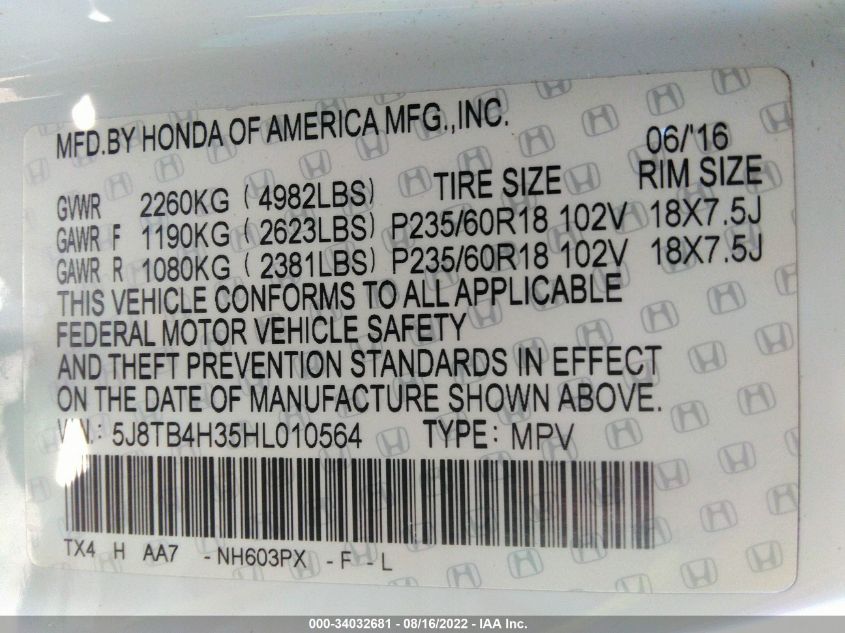 MFD.BY HONDA OF AMERICA MFG.,INC.
06/'16
TIRE SIZE RIM SIZE
GVWR 2260KG ( 4982LBS)
GAWR F 1190KG ( 2623LBS) P235/60R18 102V 18X7.5J
GAWR R 1080KG ( 2381LBS) P235/60R18 102V 18X7.5J
THIS VEHICLE CONFORMS TO ALL APPLICABLE
FEDERAL MOTOR VEHICLE SAFETY
AND THEFT PREVENTION STANDARDS IN EFFECT
ON THE DATE OF MANUFACTURE SHOWN ABOVE.
VIN: 5J8TB4H35HL010564 TYPE: MPV
TX4 H AA7 -NH603PX -F -L
000-34032681 - 08/16/2022 - IAA Inc.